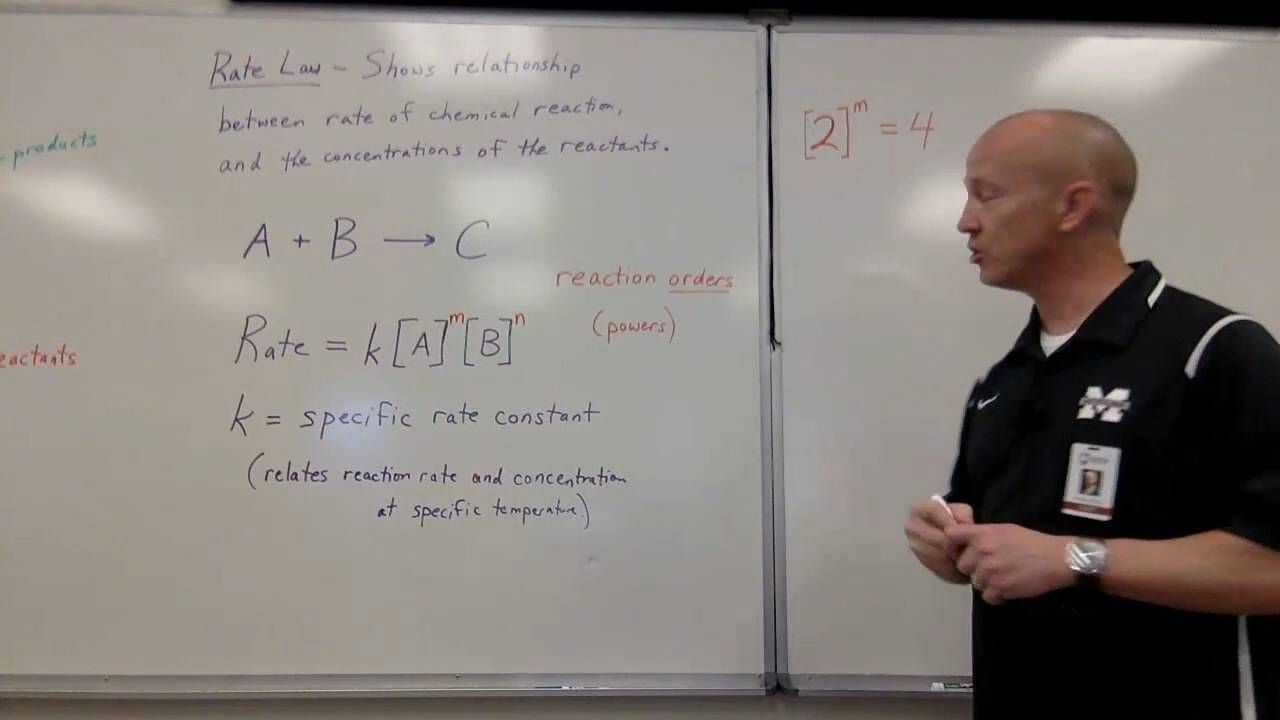 Rate Law - Shows relationship
between rate of chemical reaction,
and the concentrations of the reactants.
- products
A + B → C
reaction orders
(powers)
Rate = k[A]^m[B]^n
eactants
k = specific rate constant
(relates reaction rate and concentration
at specific temperature)
[2]^m = 4
M